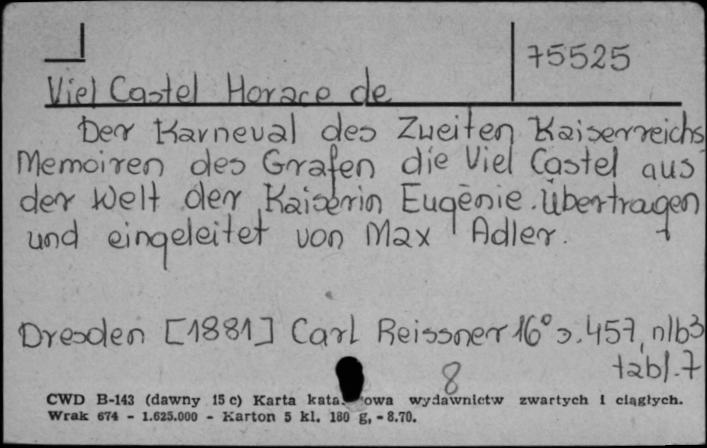 75525
Viel Castel Horace de
Der Karneval des Zweiten Kaiserreichs
Memoiren des Grafen die Viel Castel aus
der Welt der Kaiserin Eugènie. Übertragen
und eingeleitet von Max Adler.
Dresden [1881] Carl Reissner 16° s. 457, nlb3
tabl. 7
8
CWD B-143 (dawny 15 c) Karta kata owa wydawnictw zwartych i ciągłych.
Wrak 674 - 1.625.000 - Karton 5 kl. 180 g, - 8.70.